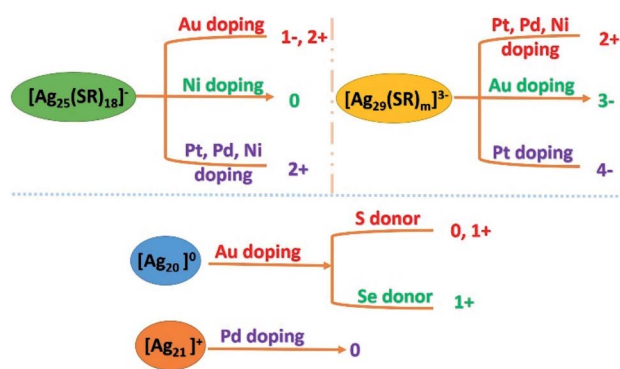 Au doping
1-, 2+
[Ag₂₅(SR)₁₈]⁻
Ni doping
0
Pt, Pd, Ni
doping
2+
Pt, Pd, Ni
doping
2+
[Ag₂₉(SR)ₘ]³⁻
Au doping
3-
Pt doping
4-
S donor
0, 1+
[Ag₂₀]⁰
Au doping
Se donor
1+
[Ag₂₁]⁺
Pd doping
0